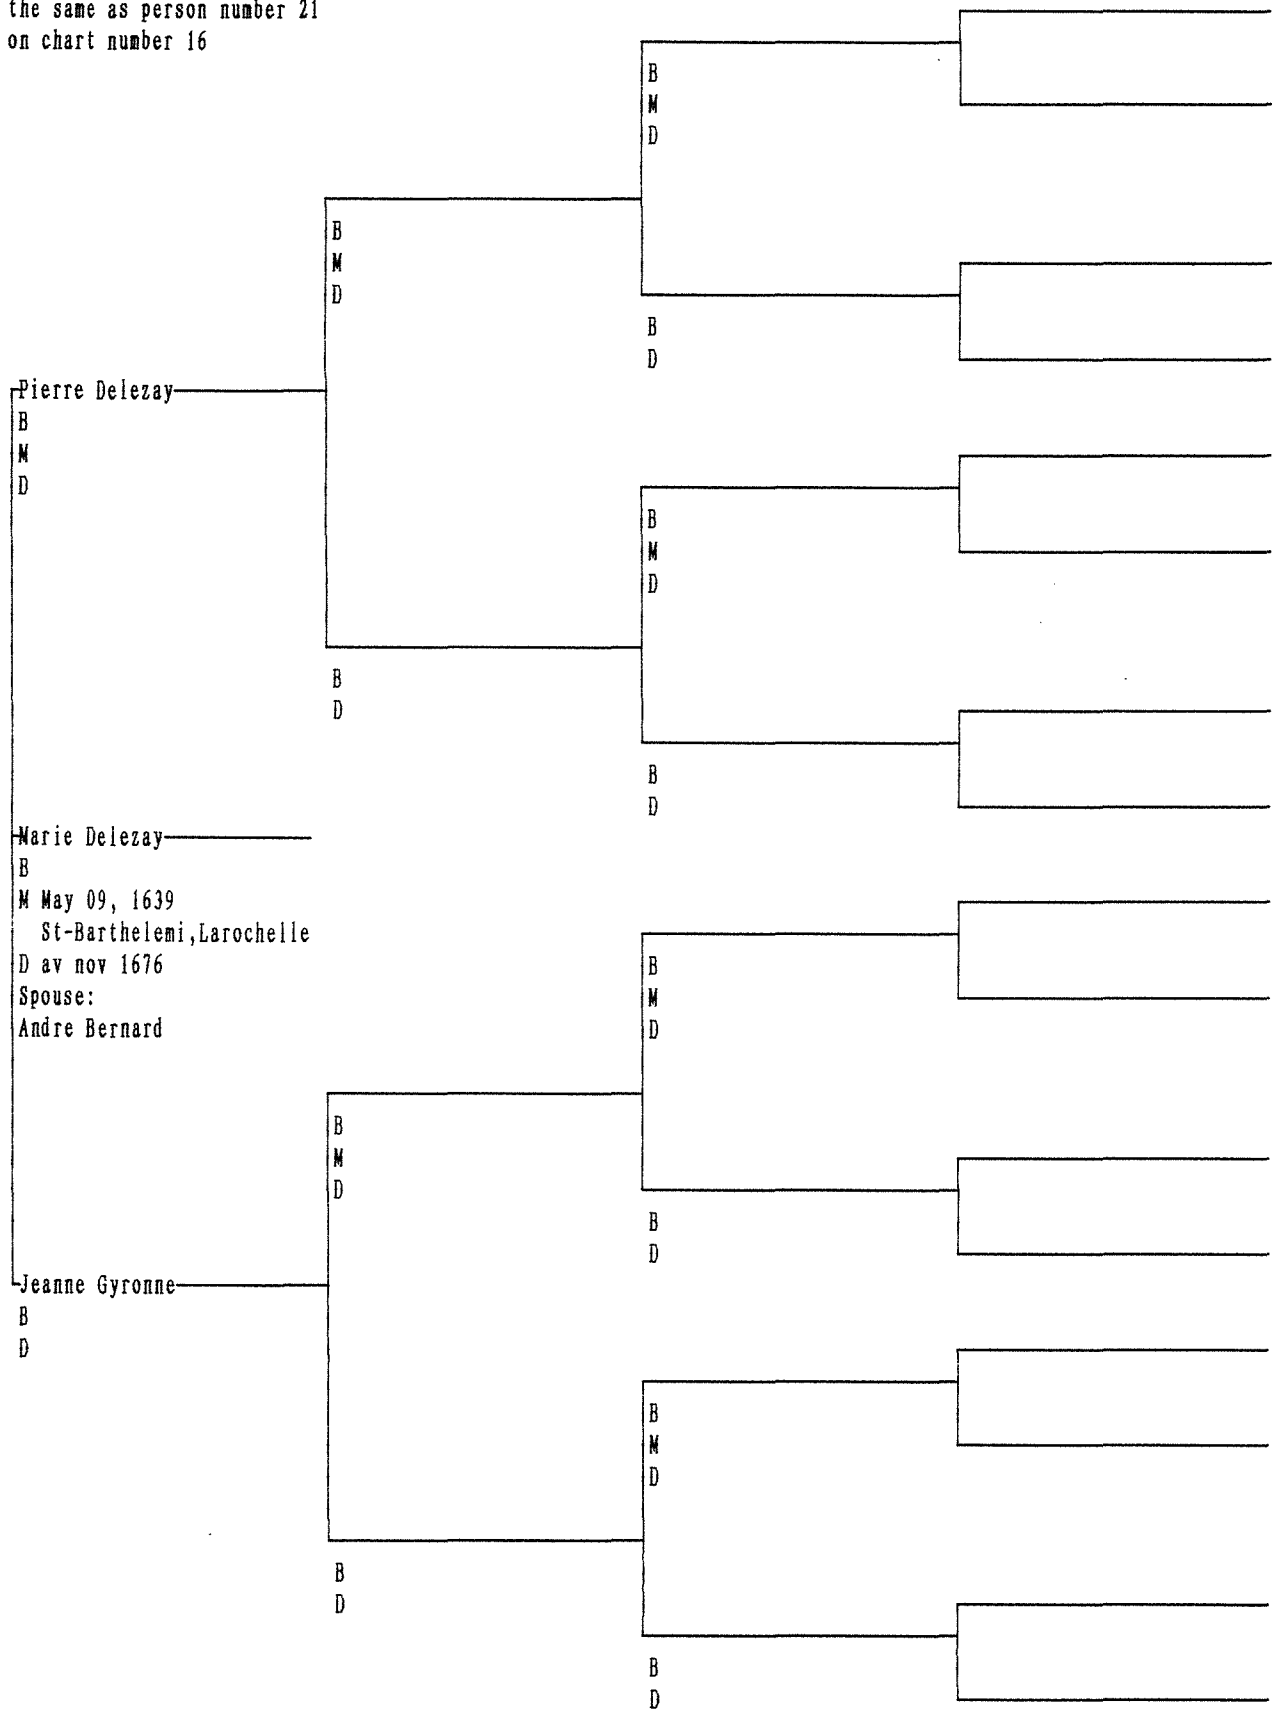 the same as person number 21
on chart number 16
B
M
D
B
M
D
B
D
Pierre Delezay
B
M
D
B
M
D
B
D
B
D
Marie Delezay
B
M May 09, 1639
St-Barthelemi,Larochelle
D av nov 1676
Spouse:
Andre Bernard
B
M
D
B
M
D
B
D
Jeanne Gyronne
B
D
B
M
D
B
D
B
D